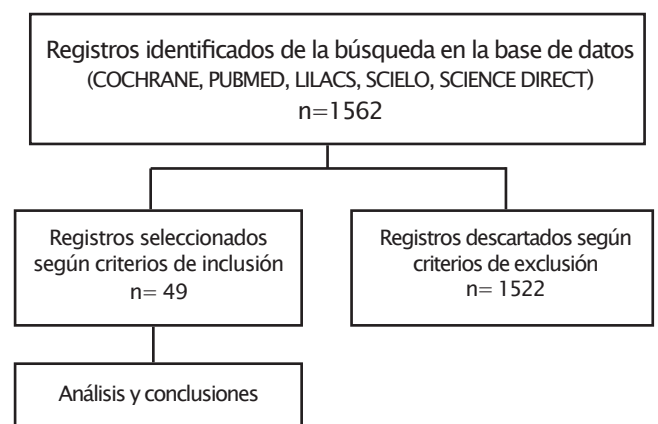 Registros identificados de la búsqueda en la base de datos
(COCHRANE, PUBMED, LILACS, SCIELO, SCIENCE DIRECT)
n=1562
Registros seleccionados
según criterios de inclusión
n= 49
Registros descartados según
criterios de exclusión
n= 1522
Análisis y conclusiones